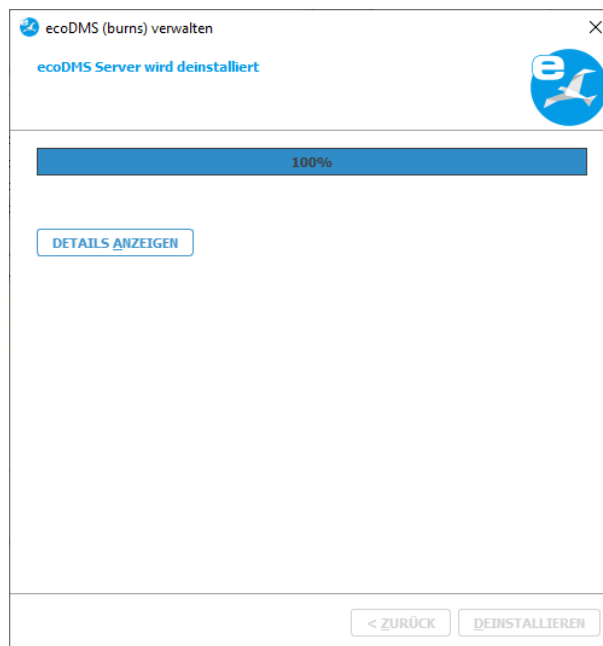 ecoDMS (burns) verwalten
ecoDMS Server wird deinstalliert
e
100%
DETAILS ANZEIGEN
< ZURÜCK DEINSTALLIEREN